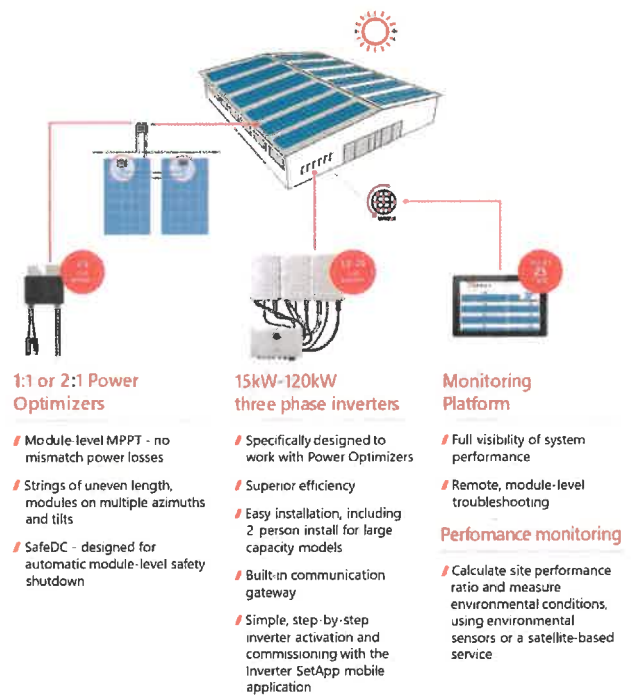 1:1 or 2:1 Power
Optimizers
Module-level MPPT - no
mismatch power losses
Strings of uneven length,
modules on multiple azimuths
and tilts
SafeDC - designed for
automatic module-level safety
shutdown
15kW-120kW
three phase inverters
Specifically designed to
work with Power Optimizers
Superior efficiency
Easy installation, including
2 person install for large
capacity models
Built-in communication
gateway
Simple, step-by-step
inverter activation and
commissioning with the
Inverter SetApp mobile
application
Monitoring
Platform
Full visibility of system
performance
Remote, module-level
troubleshooting
Perfomance monitoring
Calculate site performance
ratio and measure
environmental conditions,
using environmental
sensors or a satellite-based
service
25